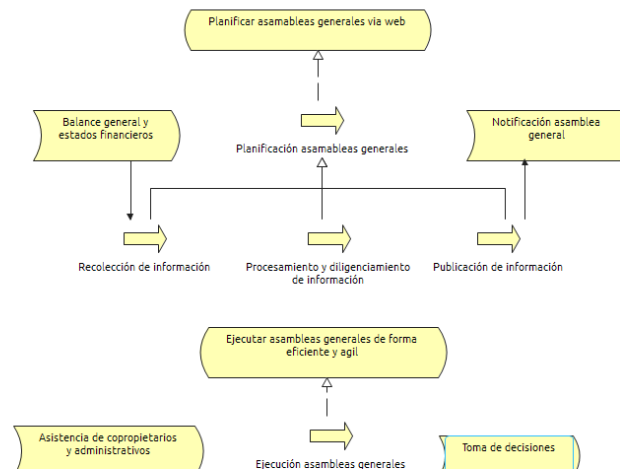 Planificar asamableas generales via web
Balance general y
estados financieros
Notificación asamblea
general
Planificación asamableas generales
Recolección de información
Procesamiento y diligenciamiento
de información
Publicación de información
Ejecutar asambleas generales de forma
eficiente y agil
Asistencia de copropietarios
y administrativos
Toma de decisiones
Ejecución asambleas generales